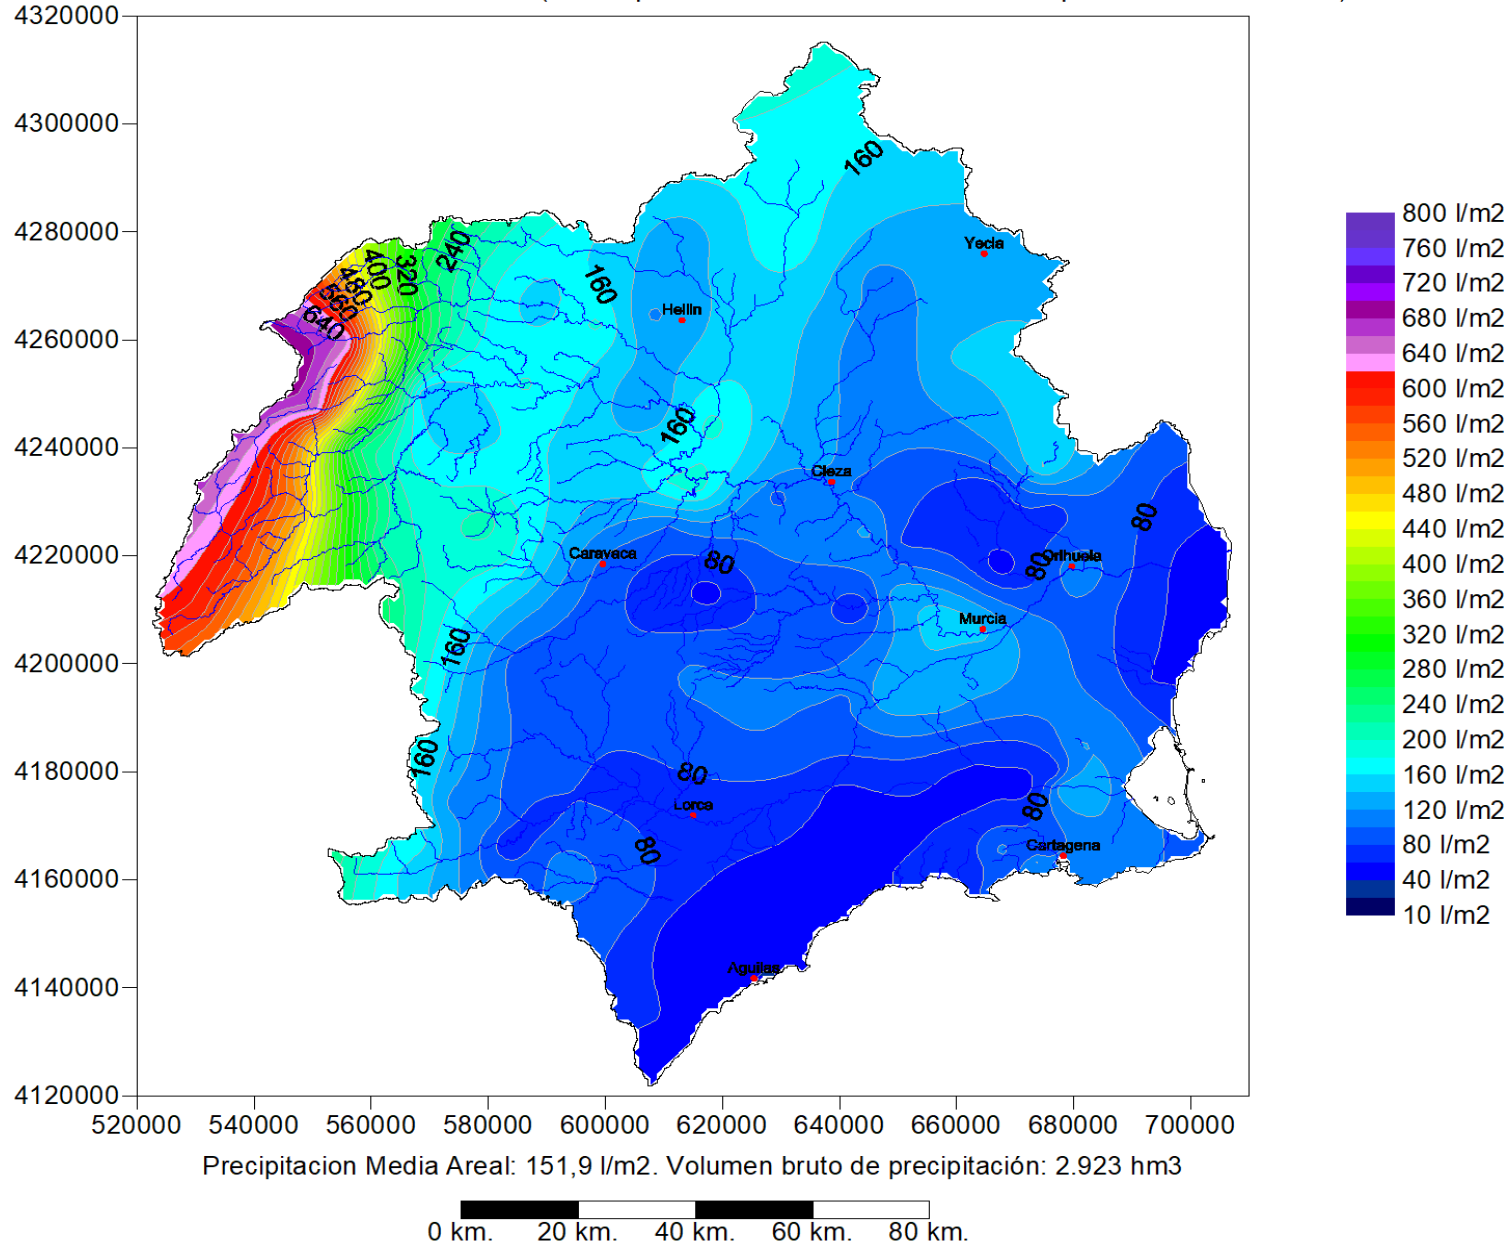 4320000
4300000
4280000
4260000
4240000
4220000
4200000
4180000
4160000
4140000
4120000
520000 540000 560000 580000 600000 620000 640000 660000 680000 700000
160
Yecla
240
400
320
480
560
640
160
Hellin
160
Cieza
80
Caravaca
80
Orihuela
80
Murcia
160
160
80
Lorca
80
80
Cartagena
Aguilas
800 l/m2
760 l/m2
720 l/m2
680 l/m2
640 l/m2
600 l/m2
560 l/m2
520 l/m2
480 l/m2
440 l/m2
400 l/m2
360 l/m2
320 l/m2
280 l/m2
240 l/m2
200 l/m2
160 l/m2
120 l/m2
80 l/m2
40 l/m2
10 l/m2
Precipitacion Media Areal: 151,9 l/m2. Volumen bruto de precipitación: 2.923 hm3
0 km. 20 km. 40 km. 60 km. 80 km.